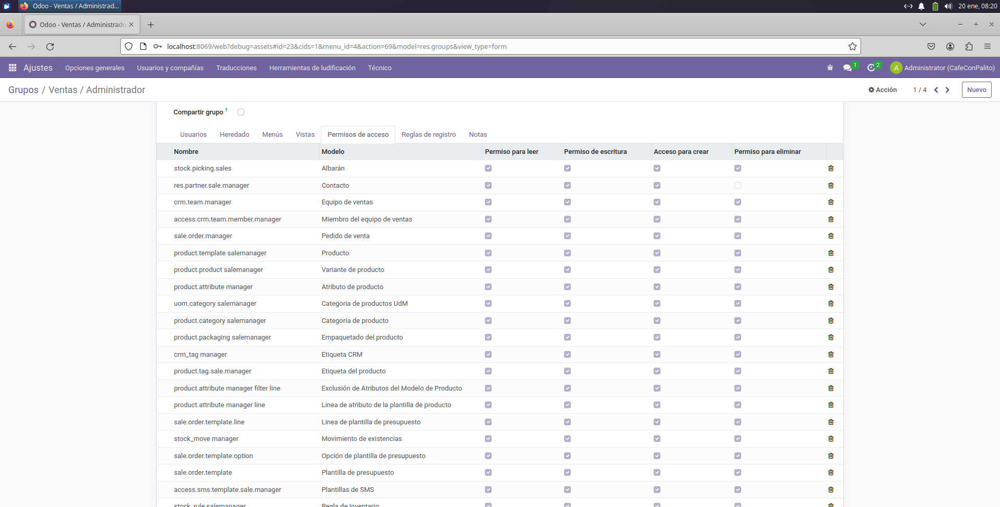 Odoo - Ventas / Administrad...
20 ene, 08:20
Odoo - Ventas / Administrado
localhost:8069/web?debug=assets#id=23&cids=1&menu_id=4&action=69&model=res.groups&view_type=form
Ajustes Opciones generales Usuarios y compañías Traducciones Herramientas de ludificación Técnico 1 2 A Administrator (CafeConPalito)
Grupos / Ventas / Administrador Acción 1 / 4 Nuevo
Compartir grupo ?
Usuarios Heredado Menús Vistas Permisos de acceso Reglas de registro Notas
Nombre Modelo Permiso para leer Permiso de escritura Acceso para crear Permiso para eliminar
stock.picking.sales Albarán
res.partner.sale.manager Contacto
crm.team.manager Equipo de ventas
access.crm.team.member.manager Miembro del equipo de ventas
sale.order.manager Pedido de venta
product.template salemanager Producto
product.product salemanager Variante de producto
product.attribute manager Atributo de producto
uom.category salemanager Categoria de productos UdM
product.category salemanager Categoría de producto
product.packaging salemanager Empaquetado del producto
crm_tag manager Etiqueta CRM
product.tag.sale.manager Etiqueta del producto
product.attribute manager filter line Exclusión de Atributos del Modelo de Producto
product.attribute manager line Linea de atributo de la plantilla de producto
sale.order.template.line Linea de plantilla de presupuesto
stock_move manager Movimiento de existencias
sale.order.template.option Opción de plantilla de presupuesto
sale.order.template Plantilla de presupuesto
access.sms.template.sale.manager Plantillas de SMS
stock_rule salemanager Regla de Inventario